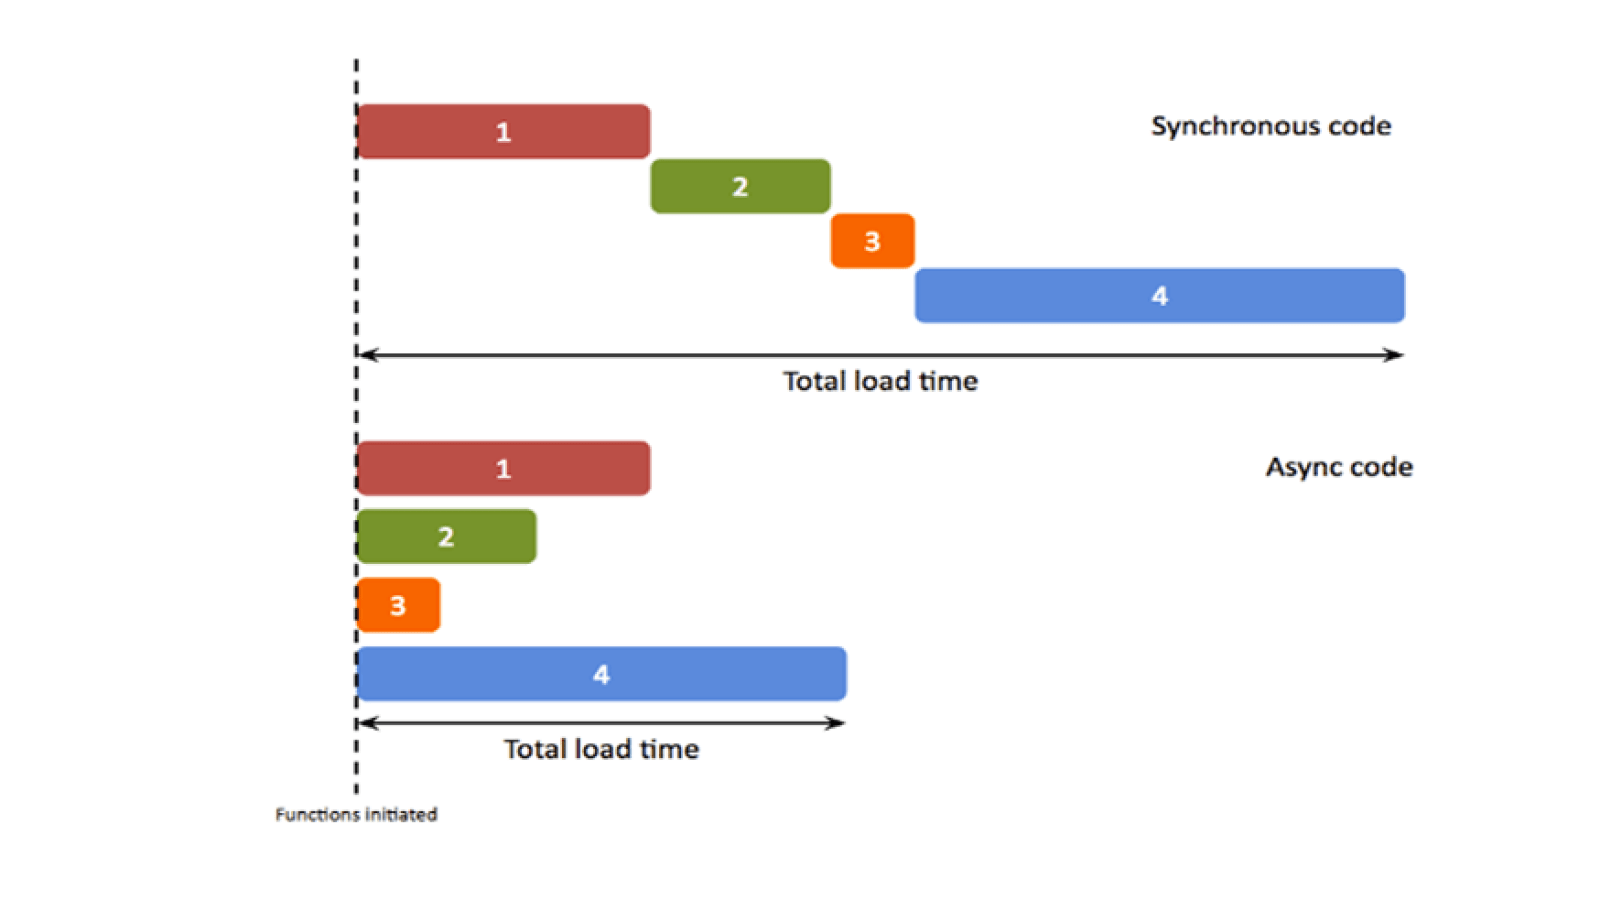 1
Synchronous code
2
3
4
Total load time
1
Async code
2
3
4
Total load time
Functions initiated